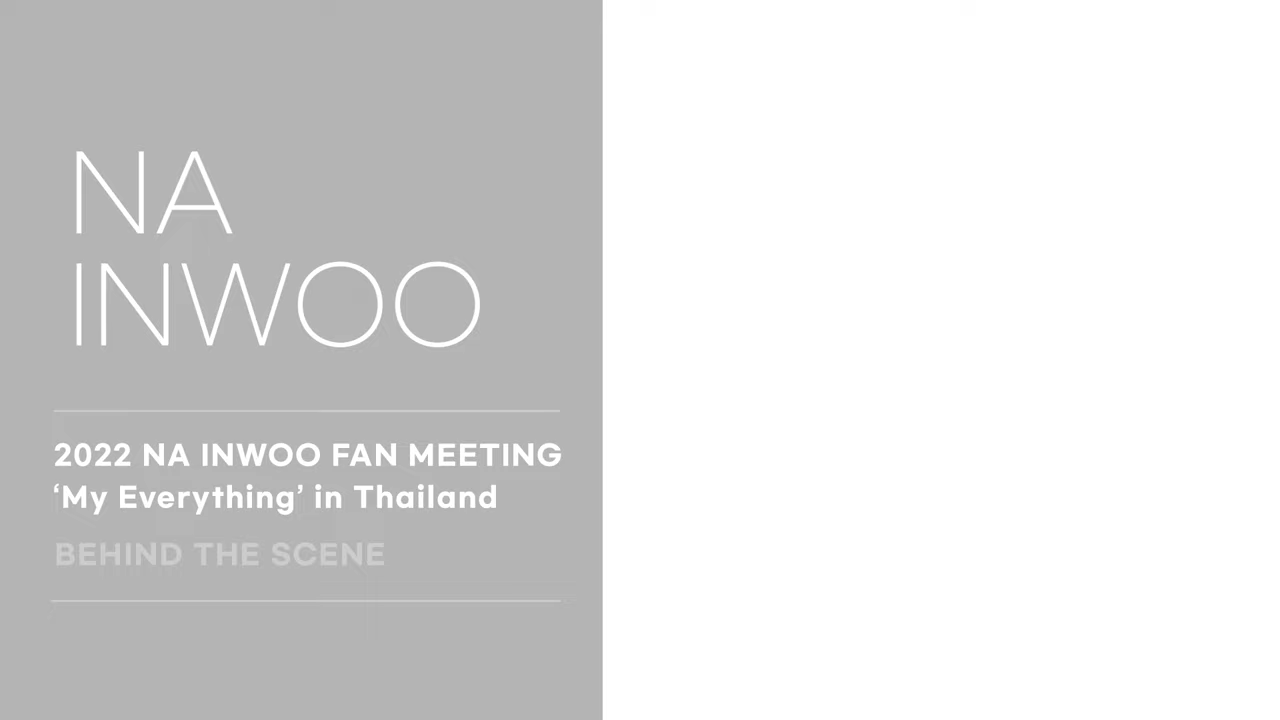 NA
INWOO
2022 NA INWOO FAN MEETING
‘My Everything’ in Thailand
BEHIND THE SCENE